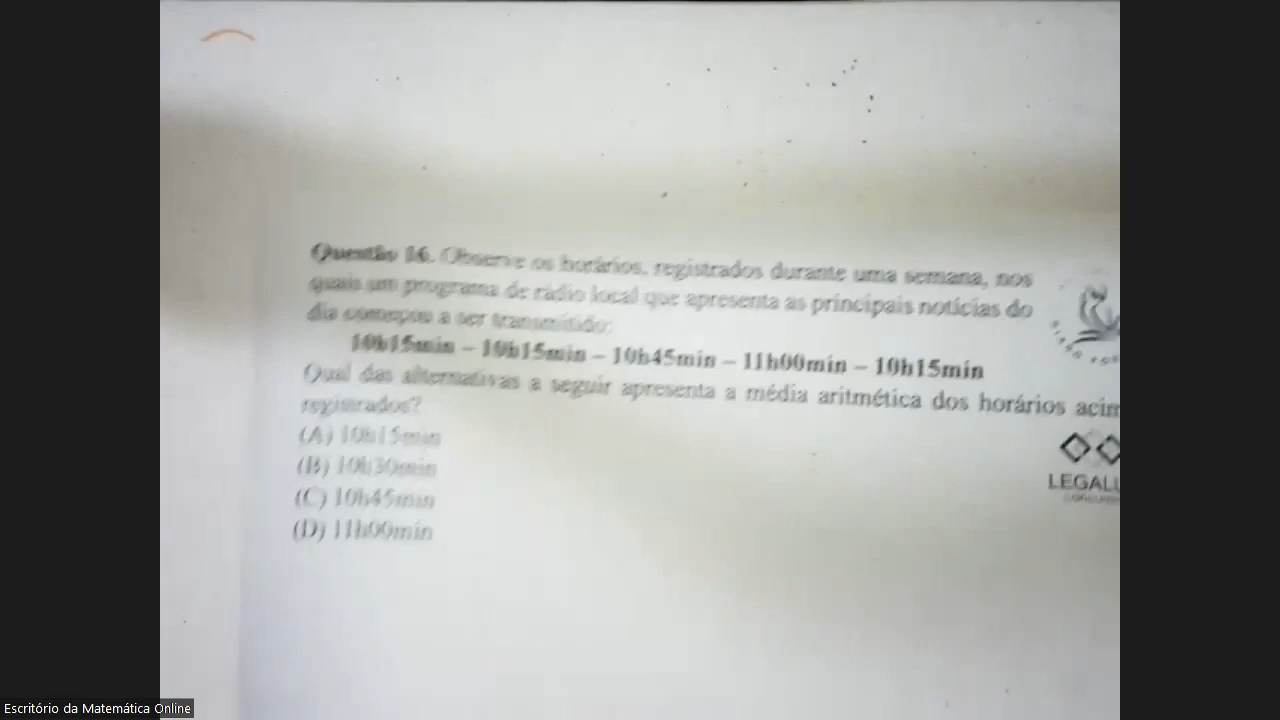 Questão 16. Observe os horários, registrados durante uma semana, nos
quais um programa de rádio local que apresenta as principais notícias do
dia começou a ser transmitido:
10h15min – 10h15min – 10h45min – 11h00min – 10h15min
Qual das alternativas a seguir apresenta a média aritmética dos horários acim
registrados?
(A) 10h15min
(B) 10h30min
(C) 10h45min
(D) 11h00min
LEGALL
Escritório da Matemática Online